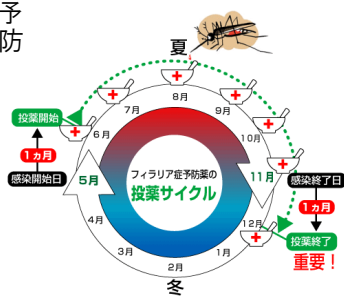 予
防
夏
8月
7月
9月
投薬開始
6月
10月
1ヵ月
フィラリア症予防薬の
投薬サイクル
感染開始日
5月
11月
感染終了日
1ヵ月
4月
12月
投薬終了
3月
1月
重要！
2月
冬